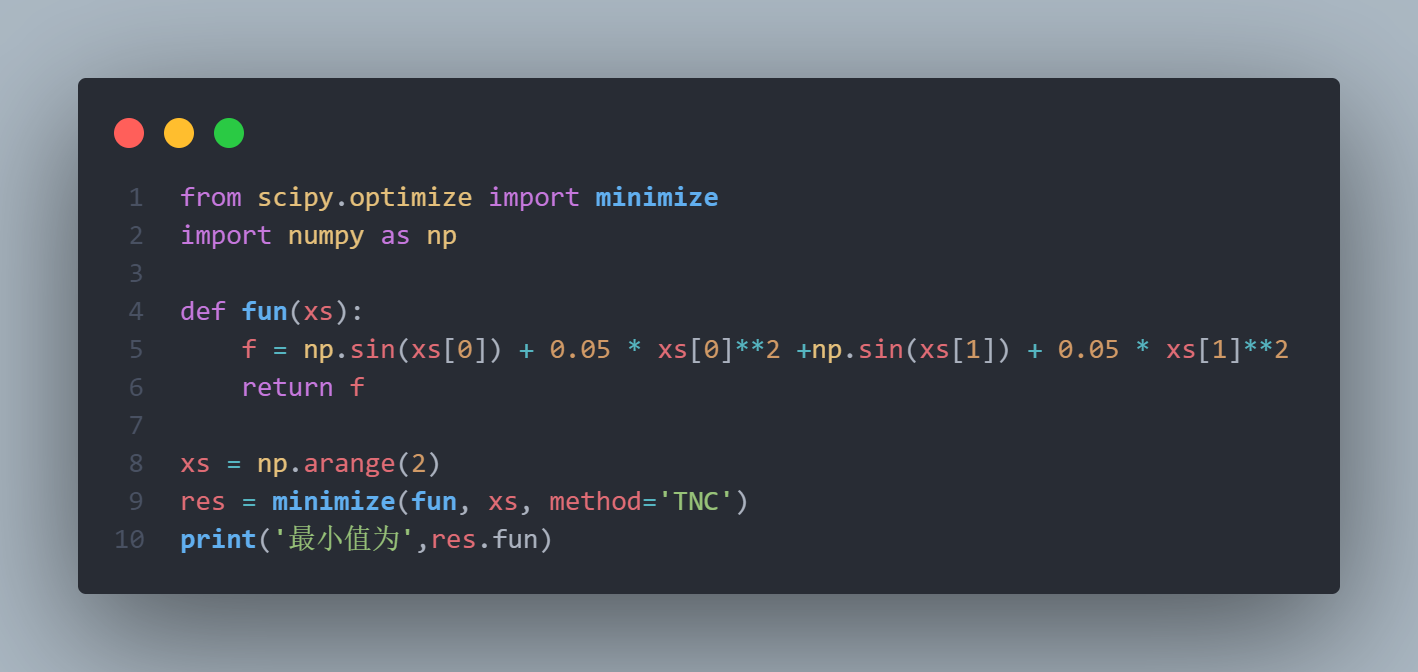 1 from scipy.optimize import minimize
2 import numpy as np
3
4 def fun(xs):
5     f = np.sin(xs[0]) + 0.05 * xs[0]**2 +np.sin(xs[1]) + 0.05 * xs[1]**2
6     return f
7
8 xs = np.arange(2)
9 res = minimize(fun, xs, method='TNC')
10 print('最小值为',res.fun)